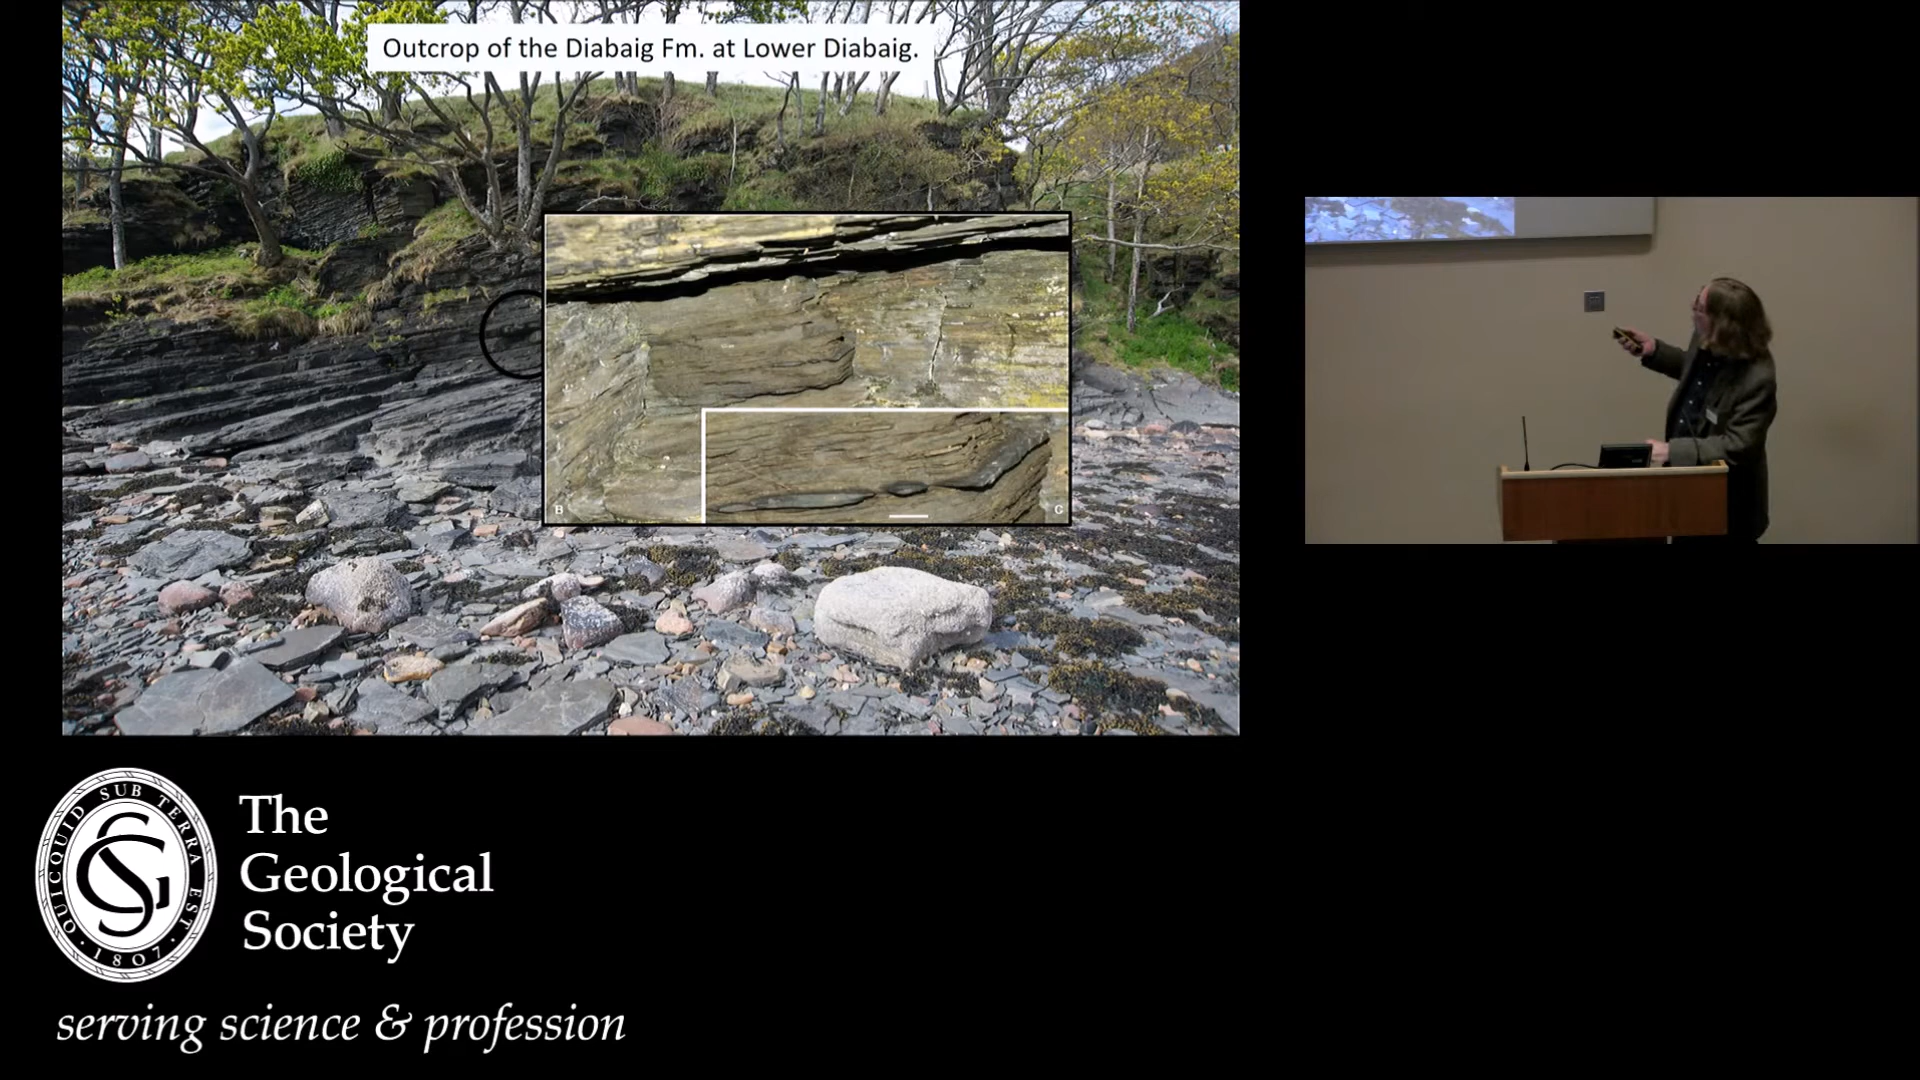 Outcrop of the Diabaig Fm. at Lower Diabaig.
B
C
QUICQUID SUB TERRA EST
1807
The
Geological
Society
serving science & profession